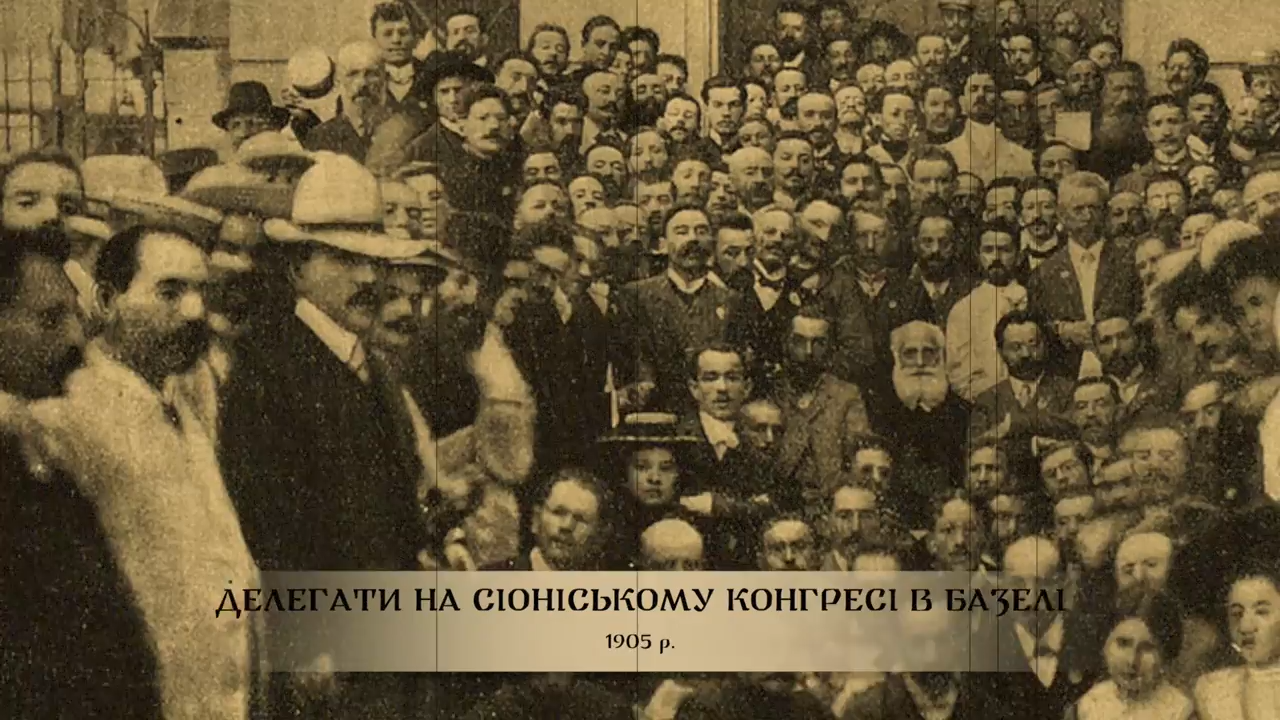 ДЕЛЕГАТИ НА СІОНІСЬКОМУ КОНГРЕСІ В БАЗЕЛІ
1905 р.